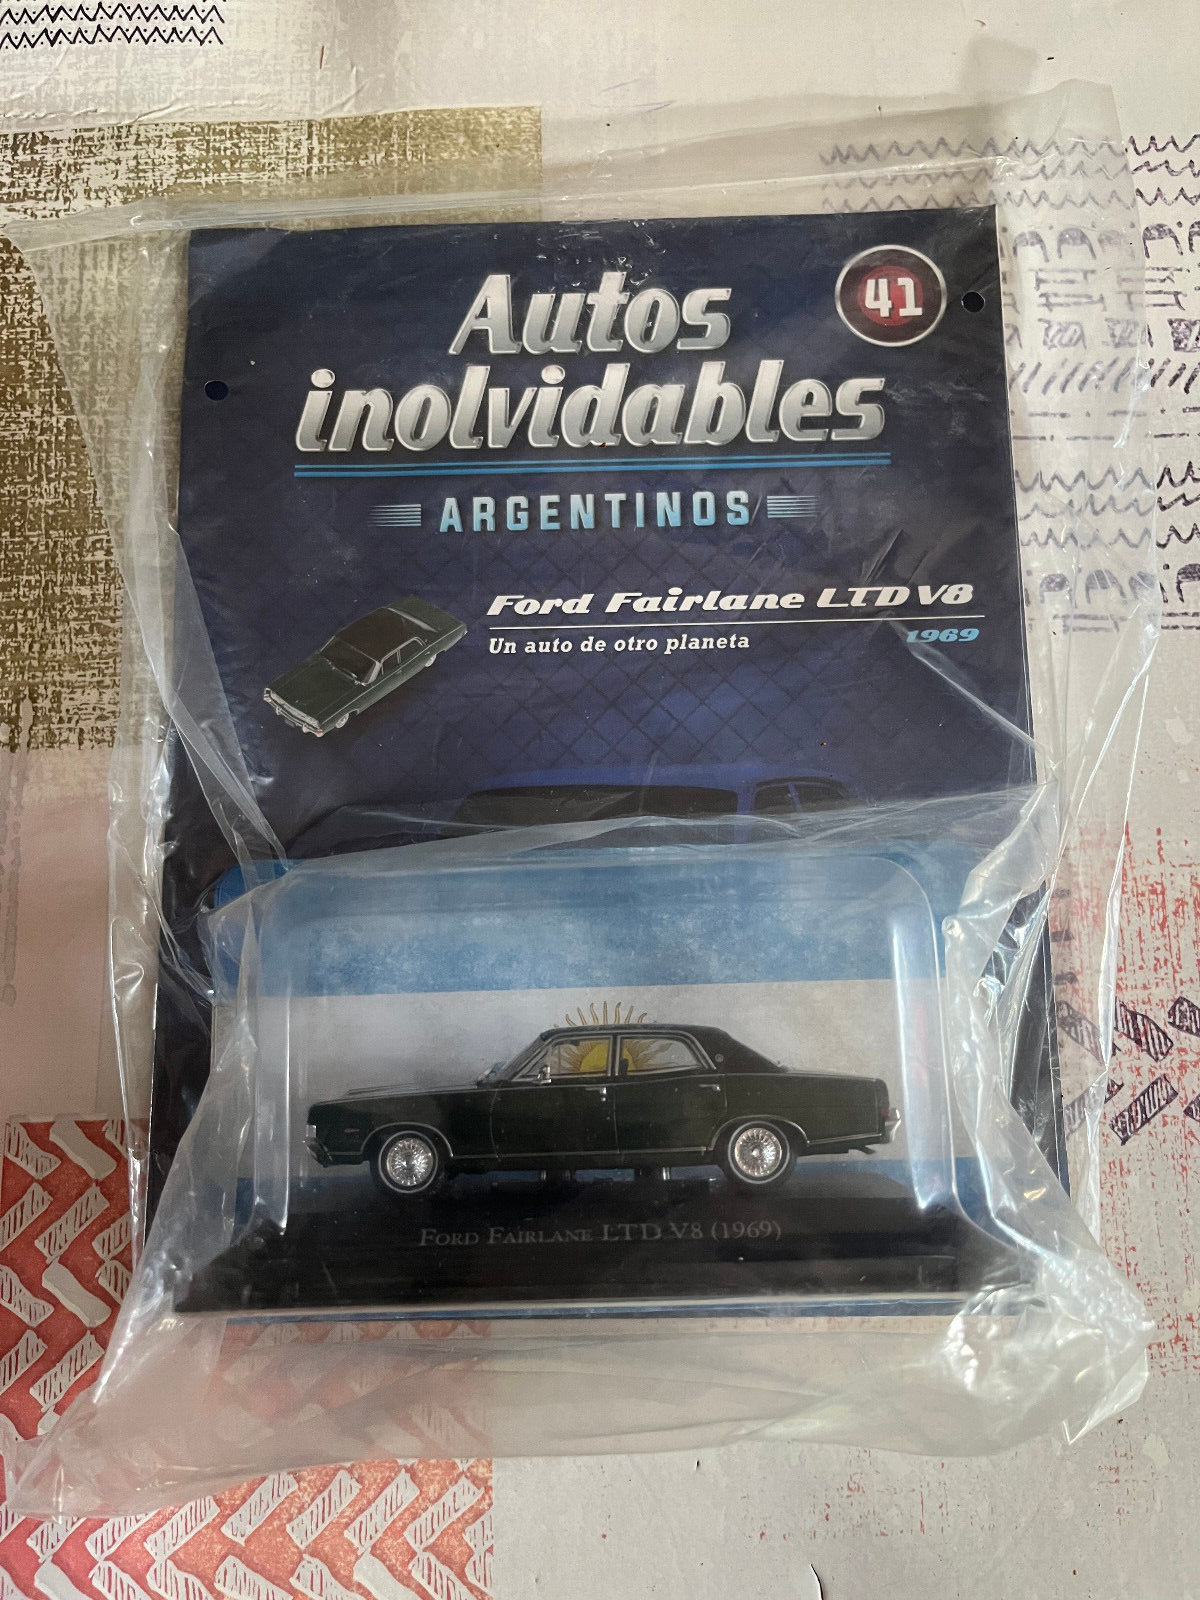 41
Autos
inolvidables
ARGENTINOS
Ford Fairlane LTD V8
Un auto de otro planeta
1969
FORD FAIRLANE LTD V8 (1969)